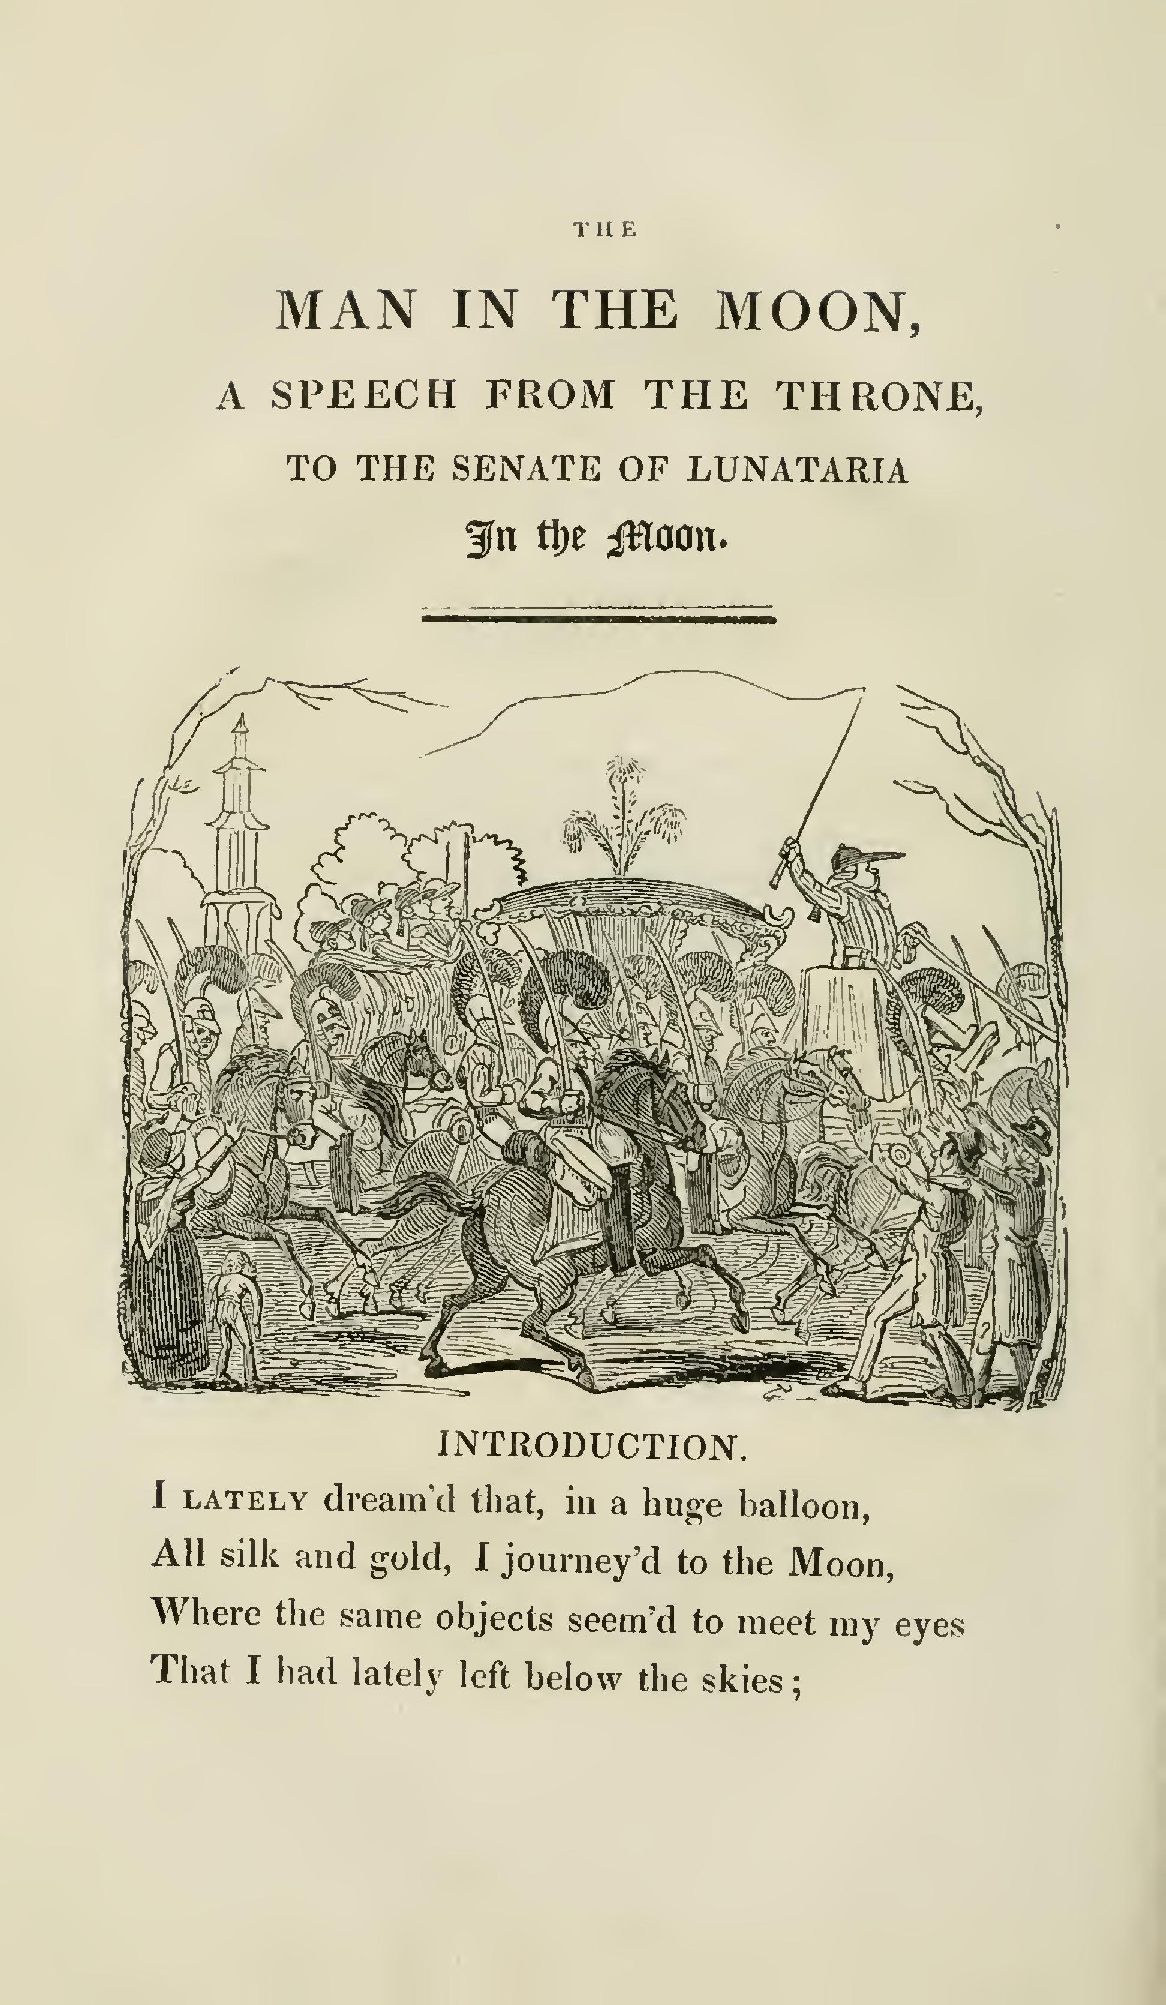 THE
MAN IN THE MOON,
A SPEECH FROM THE THRONE,
TO THE SENATE OF LUNATARIA
In the Moon.
INTRODUCTION.
I LATELY dream'd that, in a huge balloon,
All silk and gold, I journey'd to the Moon,
Where the same objects seem'd to meet my eyes
That I had lately left below the skies;